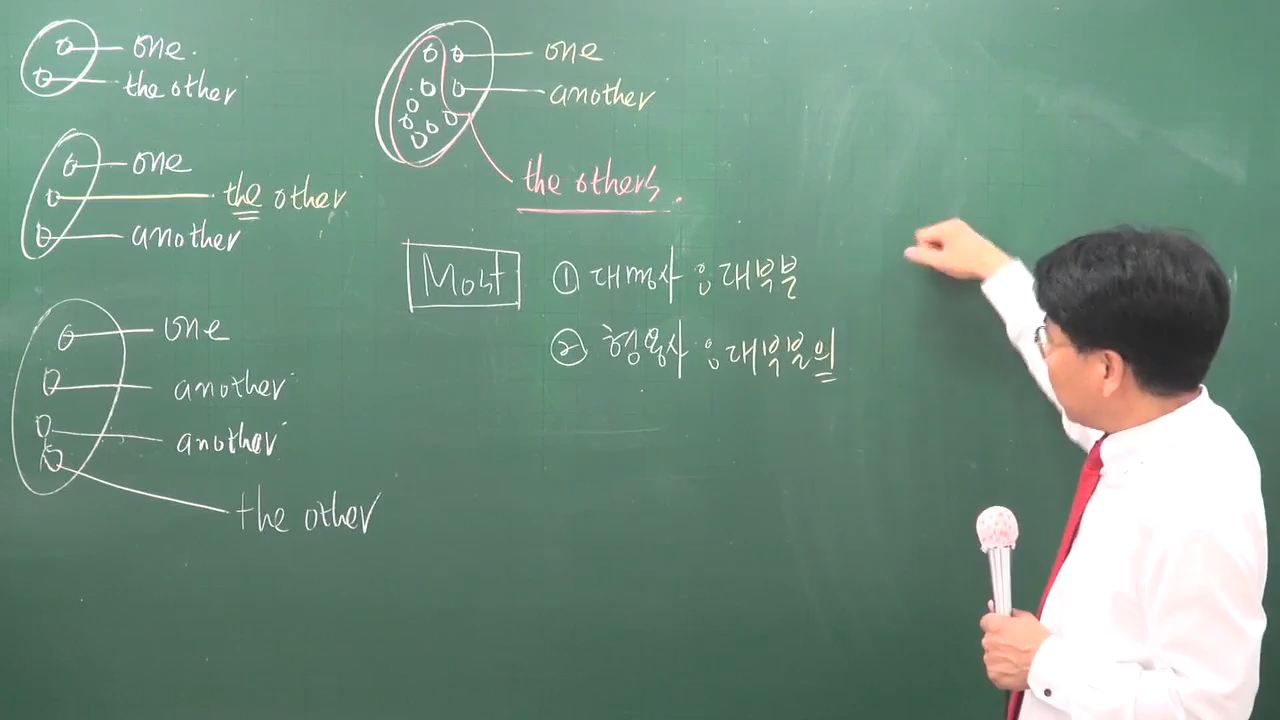 one.
the other
one
the other
another
one
another
another
the other
one
another
the others.
Most
① 대명사 : 대부분
② 형용사 : 대부분의